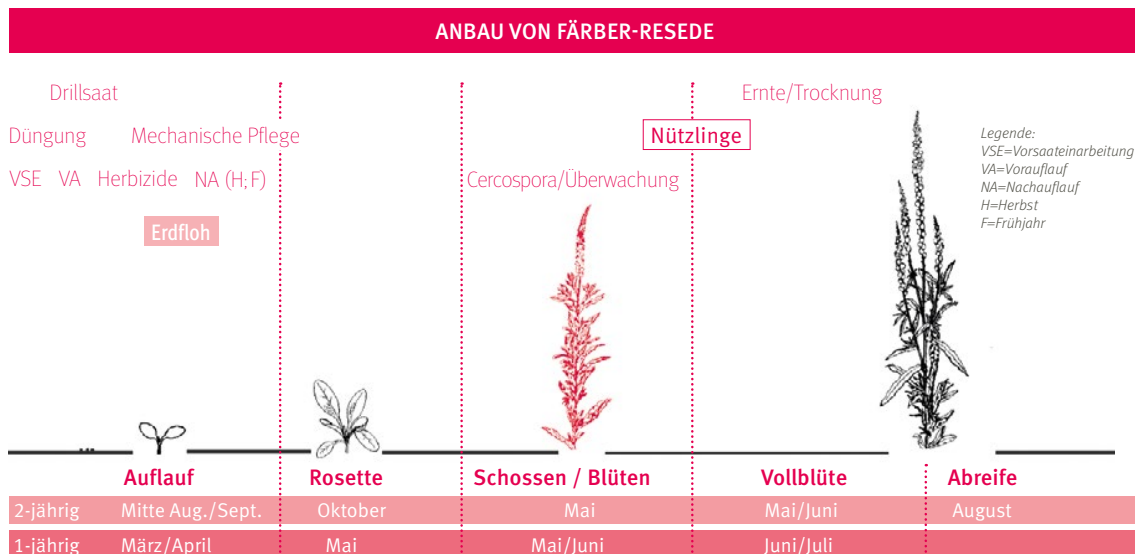 ANBAU VON FÄRBER-RESEDE
Drillsaat
Ernte/Trocknung
Düngung Mechanische Pflege
Nützlinge
Legende:
VSE=Vorsaateinarbeitung
VA=Vorauflauf
NA=Nachauflauf
H=Herbst
F=Frühjahr
VSE VA Herbizide NA (H; F)
Cercospora/Überwachung
Erdfloh
Auflauf Rosette Schossen / Blüten Vollblüte Abreife
2-jährig Mitte Aug./Sept. Oktober Mai Mai/Juni August
1-jährig März/April Mai Mai/Juni Juni/Juli